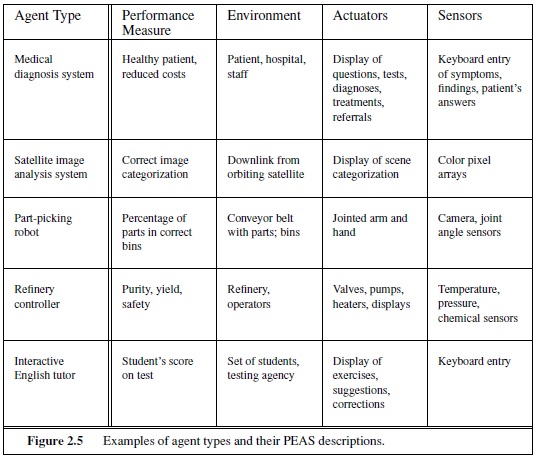 Agent Type
Performance
Measure
Environment
Actuators
Sensors
Medical
diagnosis system
Healthy patient,
reduced costs
Patient, hospital,
staff
Display of
questions, tests,
diagnoses,
treatments,
referrals
Keyboard entry
of symptoms,
findings, patient's
answers
Satellite image
analysis system
Correct image
categorization
Downlink from
orbiting satellite
Display of scene
categorization
Color pixel
arrays
Part-picking
robot
Percentage of
parts in correct
bins
Conveyor belt
with parts; bins
Jointed arm and
hand
Camera, joint
angle sensors
Refinery
controller
Purity, yield,
safety
Refinery,
operators
Valves, pumps,
heaters, displays
Temperature,
pressure,
chemical sensors
Interactive
English tutor
Student's score
on test
Set of students,
testing agency
Display of
exercises,
suggestions,
corrections
Keyboard entry
Figure 2.5 Examples of agent types and their PEAS descriptions.